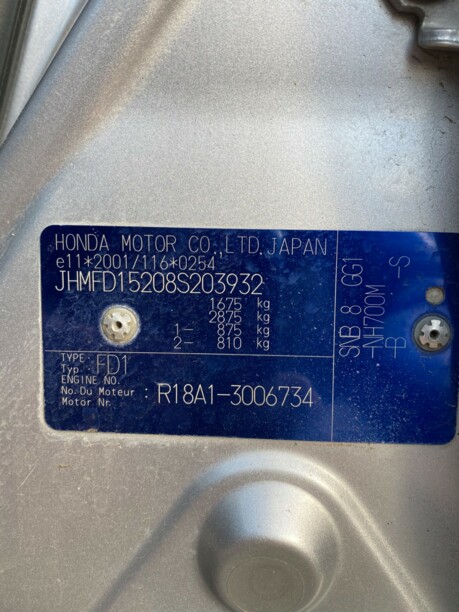 HONDA MOTOR CO.,LTD.JAPAN
e11*2001/116*0254
JHMFD15208S203932
1675 kg
2875 kg
1- 875 kg
2- 810 kg
TYPE:
Typ: FD1
ENGINE NO.
No.Du Moteur : R18A1-3006734
Motor Nr.
SNB 8 GG1
-NH700M -S
-B